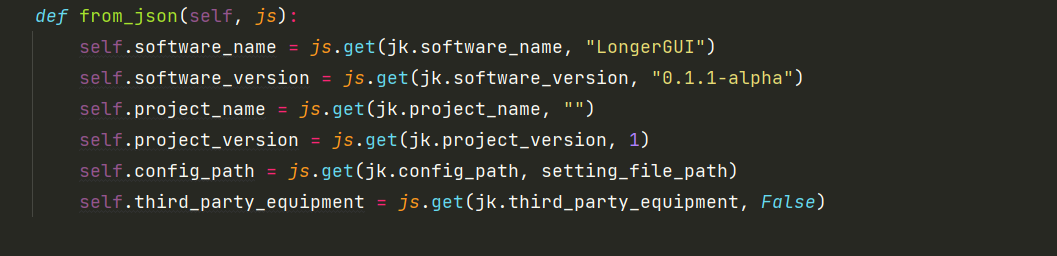 def from_json(self, js):
    self.software_name = js.get(jk.software_name, "LongerGUI")
    self.software_version = js.get(jk.software_version, "0.1.1-alpha")
    self.project_name = js.get(jk.project_name, "")
    self.project_version = js.get(jk.project_version, 1)
    self.config_path = js.get(jk.config_path, setting_file_path)
    self.third_party_equipment = js.get(jk.third_party_equipment, False)